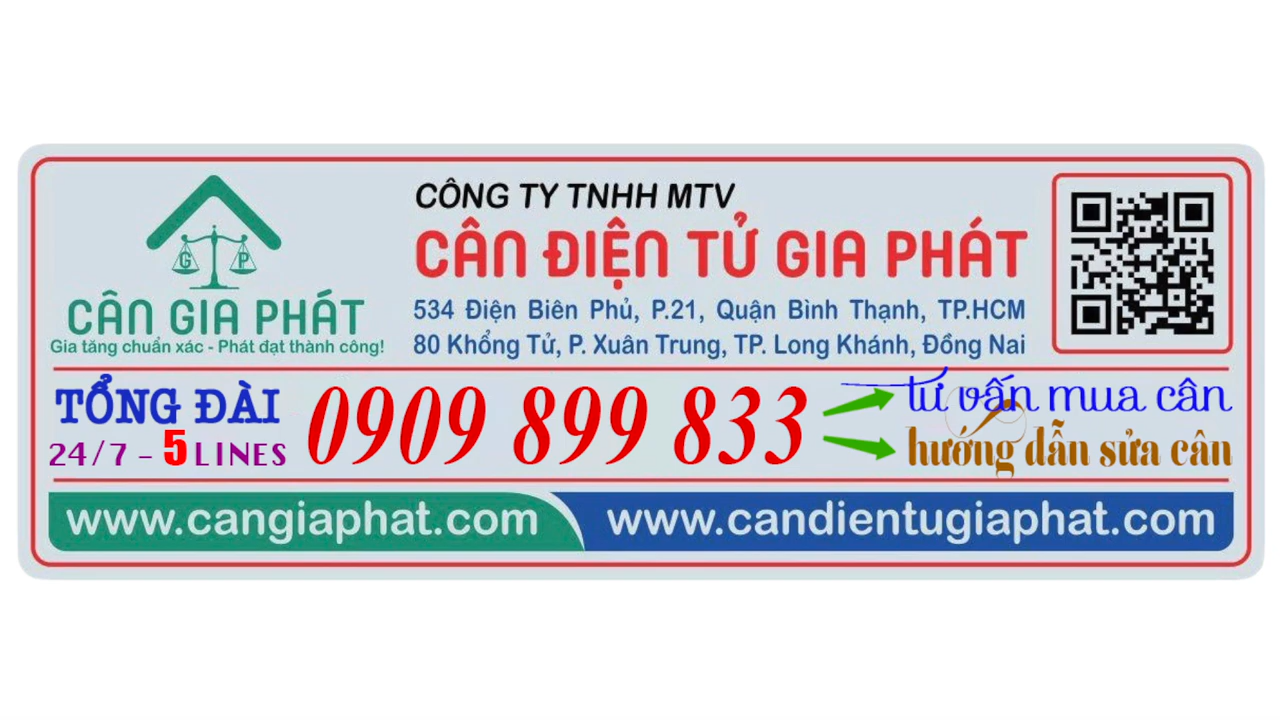 G P
CÂN GIA PHÁT
Gia tăng chuẩn xác - Phát đạt thành công!
CÔNG TY TNHH MTV
CÂN ĐIỆN TỬ GIA PHÁT
534 Điện Biên Phủ, P.21, Quận Bình Thạnh, TP.HCM
80 Khổng Tử, P. Xuân Trung, TP. Long Khánh, Đồng Nai
TỔNG ĐÀI
24/7 - 5 LINES
0909 899 833
tư vấn mua cân
hướng dẫn sửa cân
www.cangiaphat.com
www.candientugiaphat.com